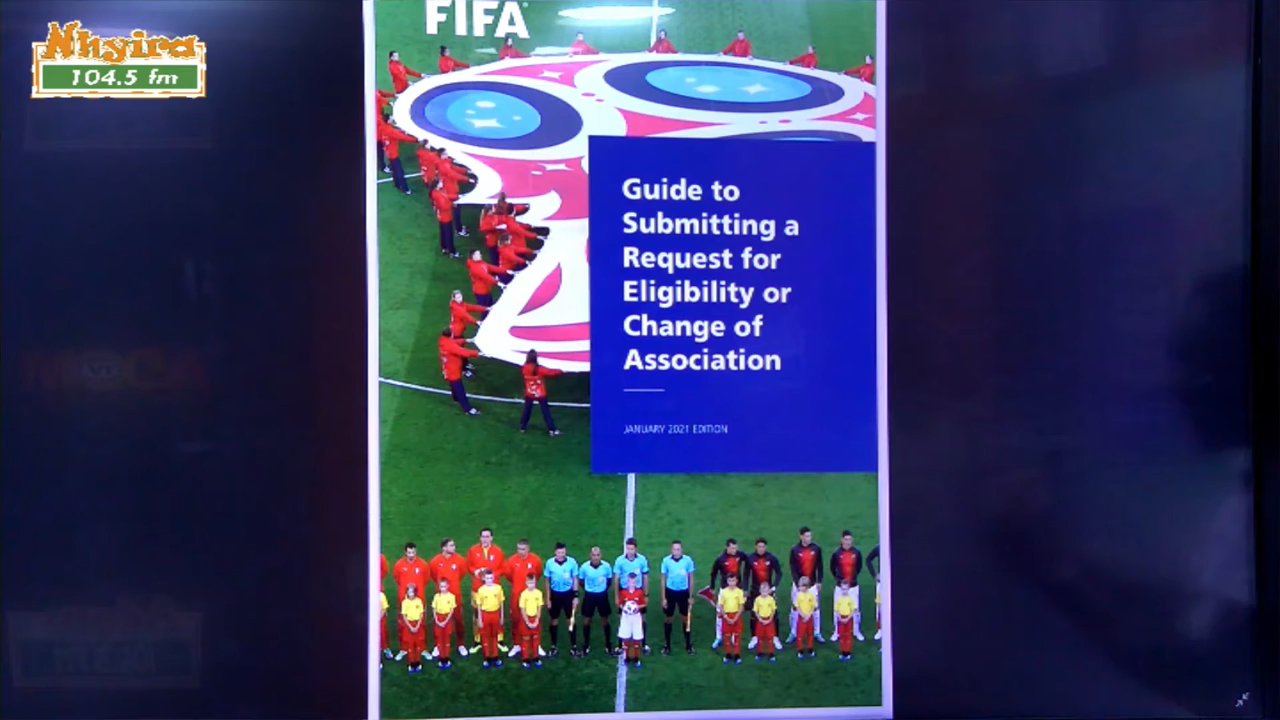 Nhyira
104.5 fm
FIFA
Guide to
Submitting a
Request for
Eligibility or
Change of
Association
JANUARY 2021 EDITION